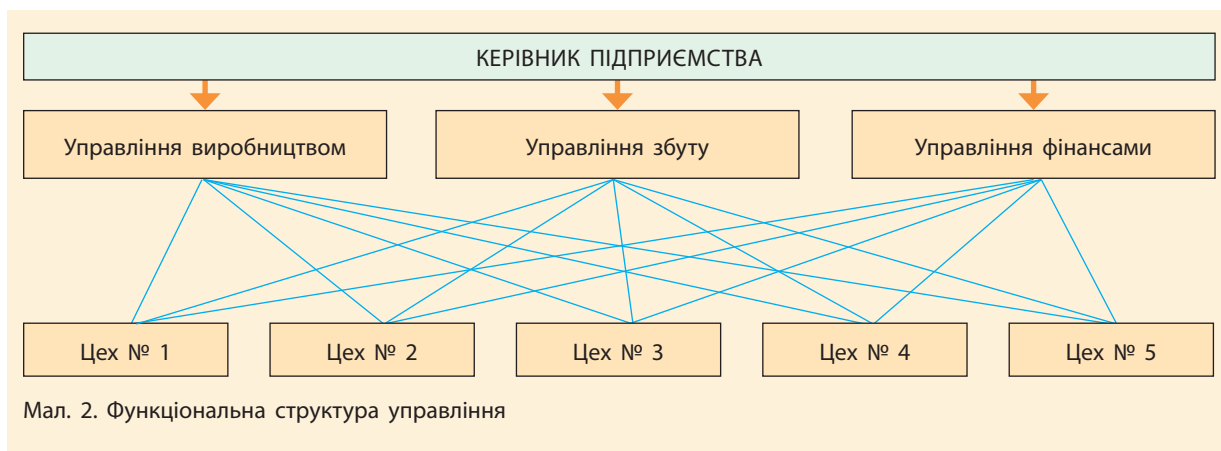 КЕРІВНИК ПІДПРИЄМСТВА
Управління виробництвом
Управління збуту
Управління фінансами
Цех № 1
Цех № 2
Цех № 3
Цех № 4
Цех № 5
Мал. 2. Функціональна структура управління